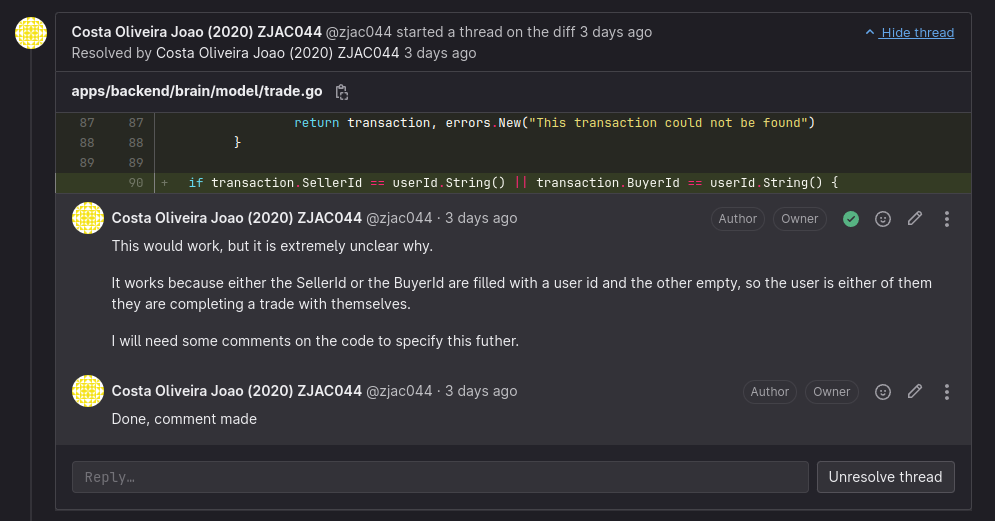 Costa Oliveira Joao (2020) ZJAC044 @zjac044 started a thread on the diff 3 days ago
Hide thread
Resolved by Costa Oliveira Joao (2020) ZJAC044 3 days ago
apps/backend/brain/model/trade.go
87 87 return transaction, errors.New("This transaction could not be found")
88 88 }
89 89
90 + if transaction.SellerId == userId.String() || transaction.BuyerId == userId.String() {
Costa Oliveira Joao (2020) ZJAC044 @zjac044 · 3 days ago
Author Owner
This would work, but it is extremely unclear why.
It works because either the SellerId or the BuyerId are filled with a user id and the other empty, so the user is either of them
they are completing a trade with themselves.
I will need some comments on the code to specify this futher.
Costa Oliveira Joao (2020) ZJAC044 @zjac044 · 3 days ago
Author Owner
Done, comment made
Reply…
Unresolve thread